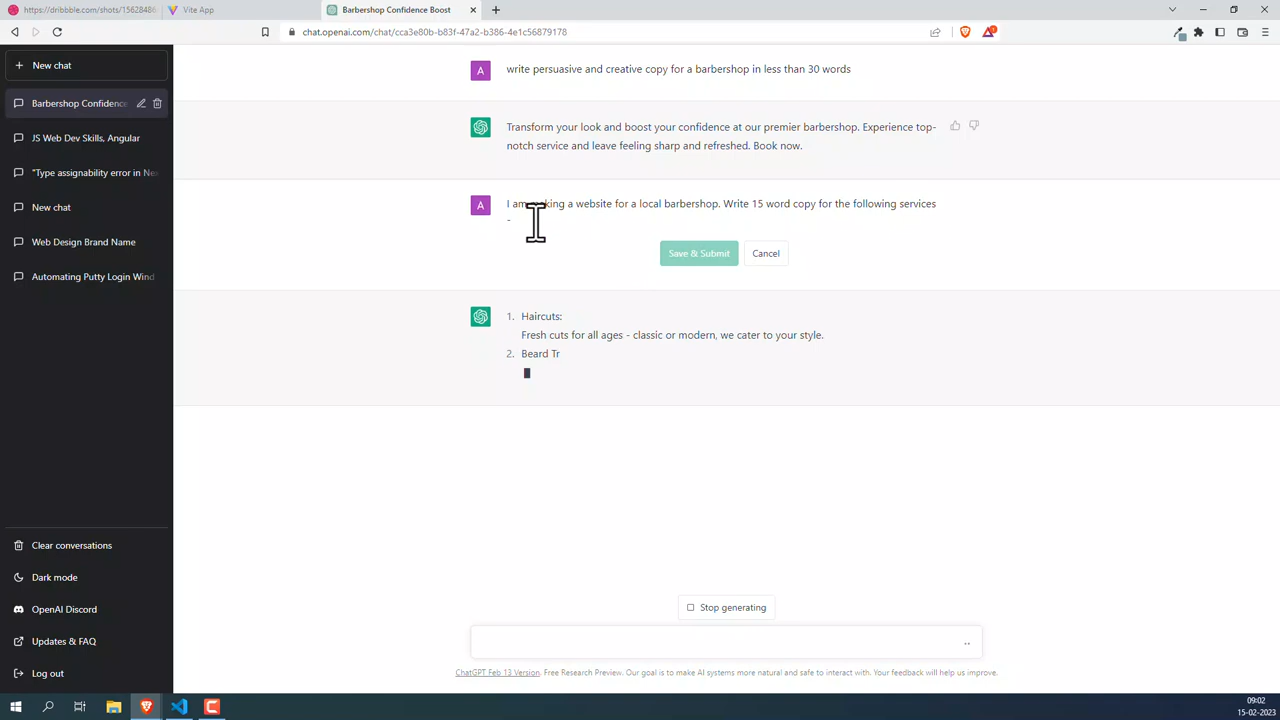 https://dribbble.com/shots/15628486
Vite App
Barbershop Confidence Boost
chat.openai.com/chat/cca3e80b-b83f-47a2-b386-4e1c56879178
New chat
Barbershop Confidence
JS Web Dev Skills, Angular
"Type assignability error in Ne
New chat
Web Design Brand Name
Automating Putty Login Wind
Clear conversations
Dark mode
OpenAI Discord
Updates & FAQ
Log out
A
write persuasive and creative copy for a barbershop in less than 30 words
Transform your look and boost your confidence at our premier barbershop. Experience top-
notch service and leave feeling sharp and refreshed. Book now.
A
I am making a website for a local barbershop. Write 15 word copy for the following services
-
Save & Submit
Cancel
1. Haircuts:
Fresh cuts for all ages - classic or modern, we cater to your style.
2. Beard Tr
Stop generating
ChatGPT Feb 13 Version. Free Research Preview. Our goal is to make AI systems more natural and safe to interact with. Your feedback will help us improve.
09:02
15-02-2023